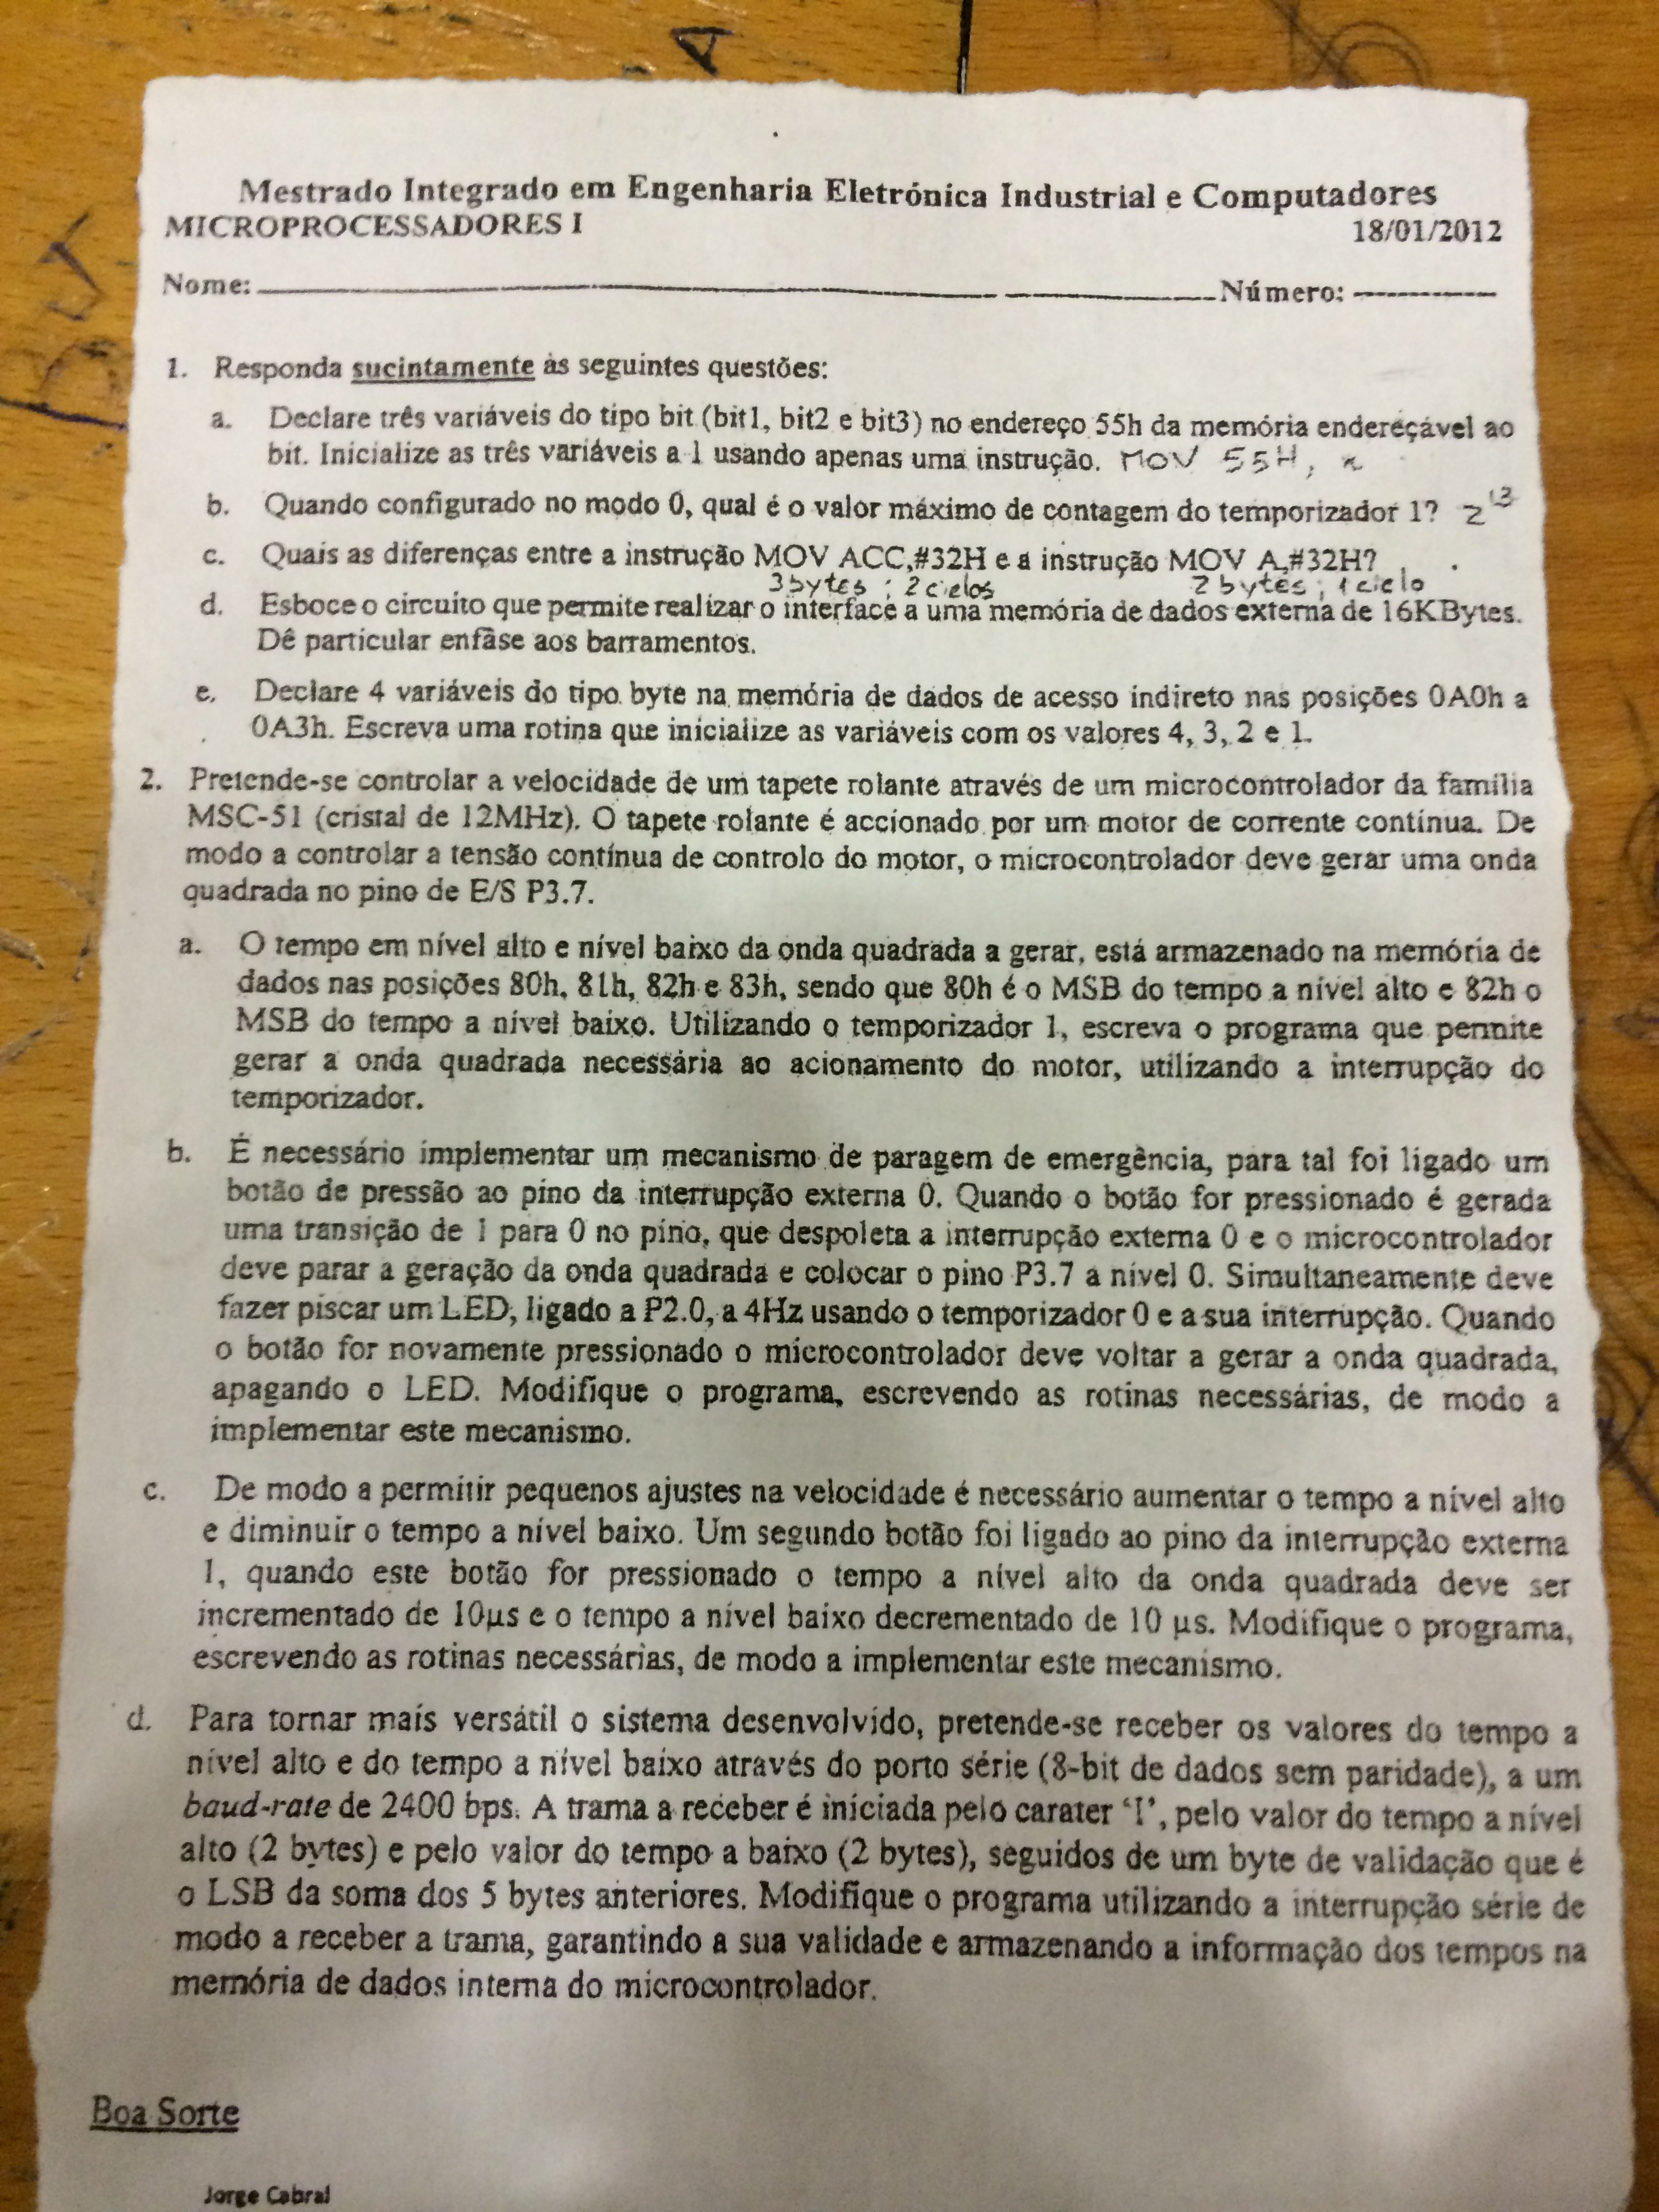 Mestrado Integrado em Engenharia Eletrónica Industrial e Computadores
MICROPROCESSADORES I 18/01/2012
Nome: Número:
1. Responda sucintamente às seguintes questões:
a. Declare três variáveis do tipo bit (bit1, bit2 e bit3) no endereço 55h da memória endereçável ao
bit. Inicialize as três variáveis a 1 usando apenas uma instrução. MOV 55H, x
b. Quando configurado no modo 0, qual é o valor máximo de contagem do temporizador 1? 2^13
c. Quais as diferenças entre a instrução MOV ACC,#32H e a instrução MOV A,#32H?
3bytes ; 2 ciclos 2 bytes ; 1 ciclo
d. Esboce o circuito que permite realizar o interface a uma memória de dados externa de 16KBytes.
Dê particular enfâse aos barramentos.
e. Declare 4 variáveis do tipo byte na memória de dados de acesso indireto nas posições 0A0h a
0A3h. Escreva uma rotina que inicialize as variáveis com os valores 4, 3, 2 e 1.
2. Pretende-se controlar a velocidade de um tapete rolante através de um microcontrolador da família
MSC-51 (cristal de 12MHz). O tapete rolante é accionado por um motor de corrente contínua. De
modo a controlar a tensão contínua de controlo do motor, o microcontrolador deve gerar uma onda
quadrada no pino de E/S P3.7.
a. O tempo em nível alto e nível baixo da onda quadrada a gerar, está armazenado na memória de
dados nas posições 80h, 81h, 82h e 83h, sendo que 80h é o MSB do tempo a nível alto e 82h o
MSB do tempo a nível baixo. Utilizando o temporizador 1, escreva o programa que permite
gerar a onda quadrada necessária ao acionamento do motor, utilizando a interrupção do
temporizador.
b. É necessário implementar um mecanismo de paragem de emergência, para tal foi ligado um
botão de pressão ao pino da interrupção externa 0. Quando o botão for pressionado é gerada
uma transição de 1 para 0 no pino, que despoleta a interrupção externa 0 e o microcontrolador
deve parar a geração da onda quadrada e colocar o pino P3.7 a nível 0. Simultaneamente deve
fazer piscar um LED, ligado a P2.0, a 4Hz usando o temporizador 0 e a sua interrupção. Quando
o botão for novamente pressionado o microcontrolador deve voltar a gerar a onda quadrada,
apagando o LED. Modifique o programa, escrevendo as rotinas necessárias, de modo a
implementar este mecanismo.
c. De modo a permitir pequenos ajustes na velocidade é necessário aumentar o tempo a nível alto
e diminuir o tempo a nível baixo. Um segundo botão foi ligado ao pino da interrupção externa
1, quando este botão for pressionado o tempo a nível alto da onda quadrada deve ser
incrementado de 10µs e o tempo a nível baixo decrementado de 10 µs. Modifique o programa,
escrevendo as rotinas necessárias, de modo a implementar este mecanismo.
d. Para tornar mais versátil o sistema desenvolvido, pretende-se receber os valores do tempo a
nível alto e do tempo a nível baixo através do porto série (8-bit de dados sem paridade), a um
baud-rate de 2400 bps. A trama a receber é iniciada pelo carater ‘I’, pelo valor do tempo a nível
alto (2 bytes) e pelo valor do tempo a baixo (2 bytes), seguidos de um byte de validação que é
o LSB da soma dos 5 bytes anteriores. Modifique o programa utilizando a interrupção série de
modo a receber a trama, garantindo a sua validade e armazenando a informação dos tempos na
memória de dados interna do microcontrolador.
Boa Sorte
Jorge Cabral